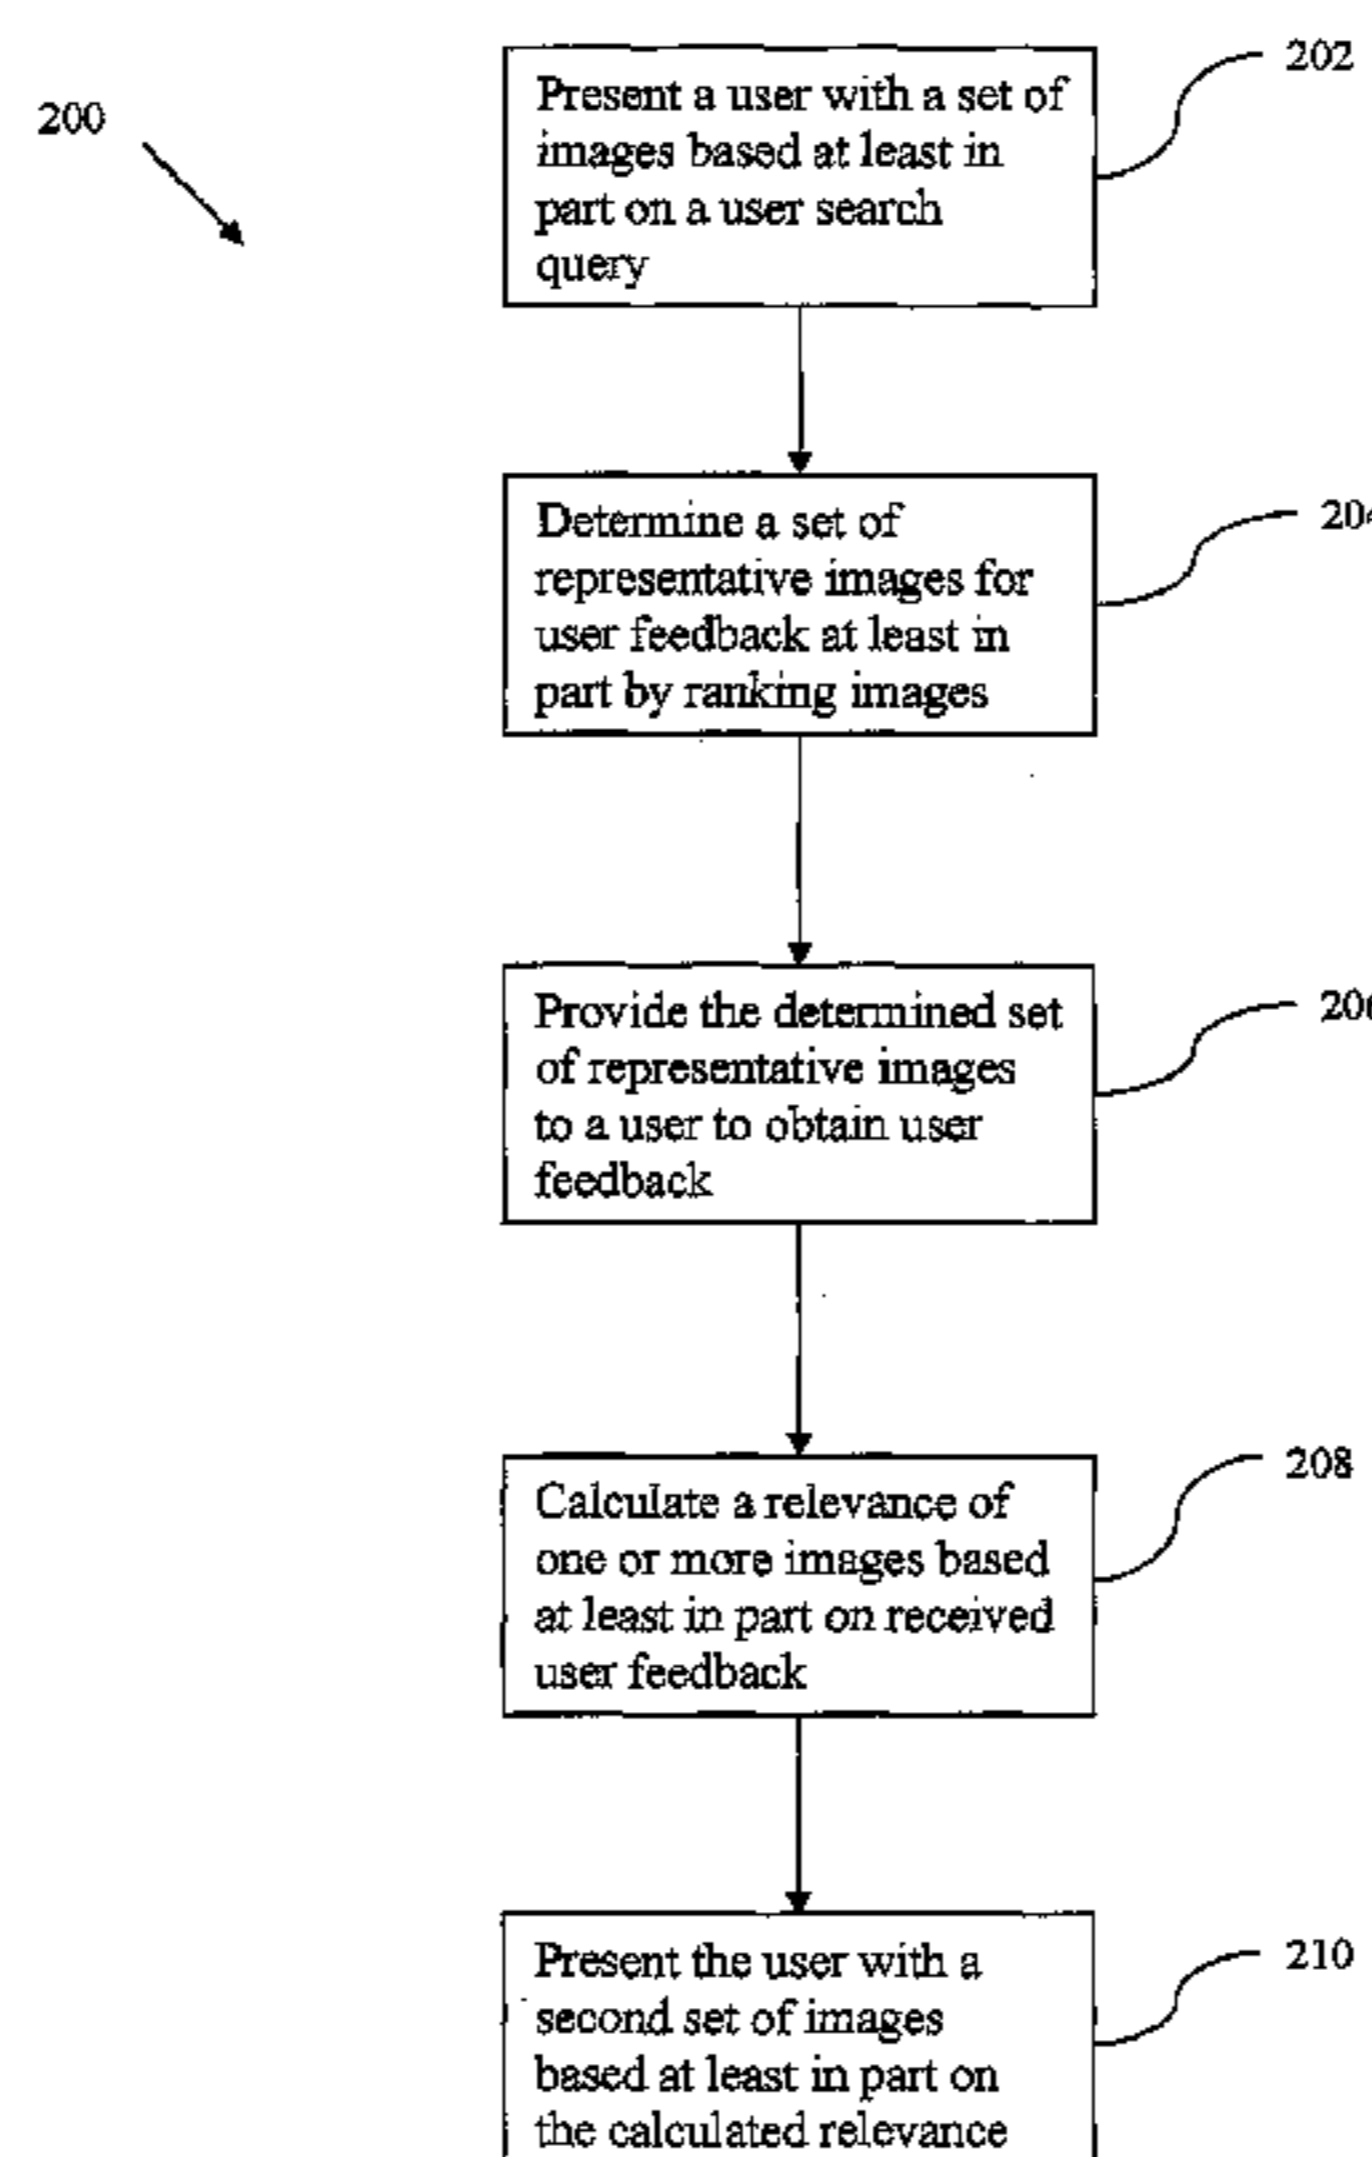 200
202
Present a user with a set of
images based at least in
part on a user search
query
Determine a set of
representative images for
user feedback at least in
part by ranking images
Provide the determined set
of representative images
to a user to obtain user
feedback
208
Calculate a relevance of
one or more images based
at least in part on received
user feedback
210
Present the user with a
second set of images
based at least in part on
the calculated relevance